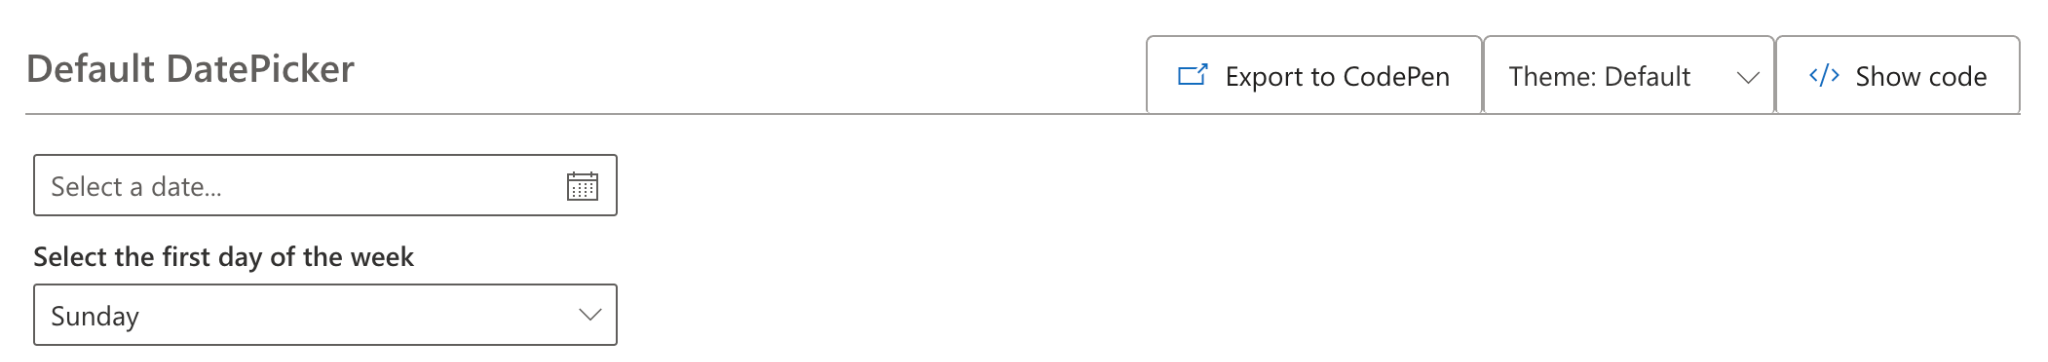 Default DatePicker
Export to CodePen
Theme: Default
Show code
Select a date...
Select the first day of the week
Sunday